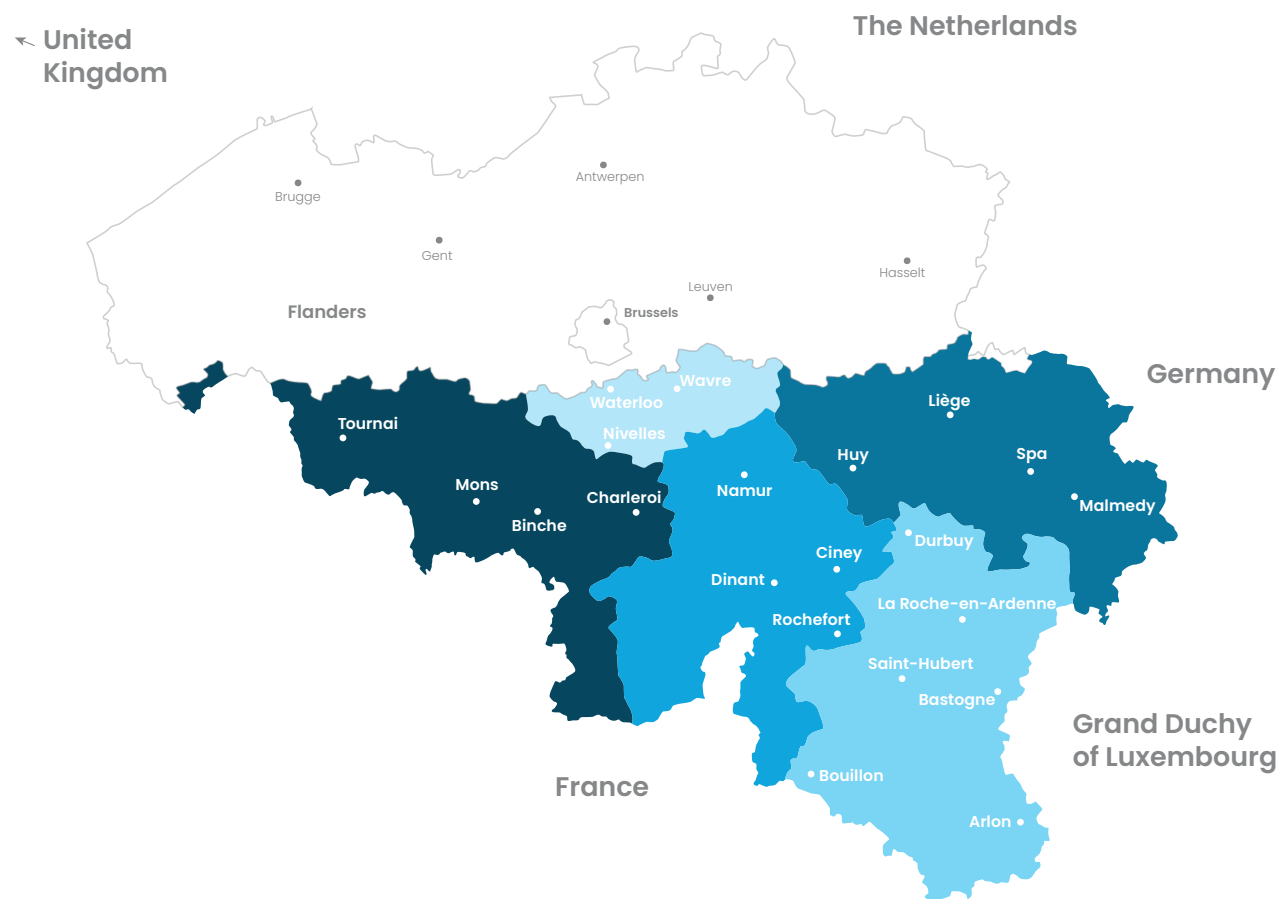 The Netherlands
United
Kingdom
Antwerpen
Brugge
Gent
Hasselt
Leuven
Flanders
Brussels
Germany
Wavre
Waterloo
Liège
Tournai
Nivelles
Huy
Spa
Mons
Namur
Charleroi
Malmedy
Binche
Durbuy
Ciney
Dinant
La Roche-en-Ardenne
Rochefort
Saint-Hubert
Bastogne
Grand Duchy
of Luxembourg
Bouillon
France
Arlon